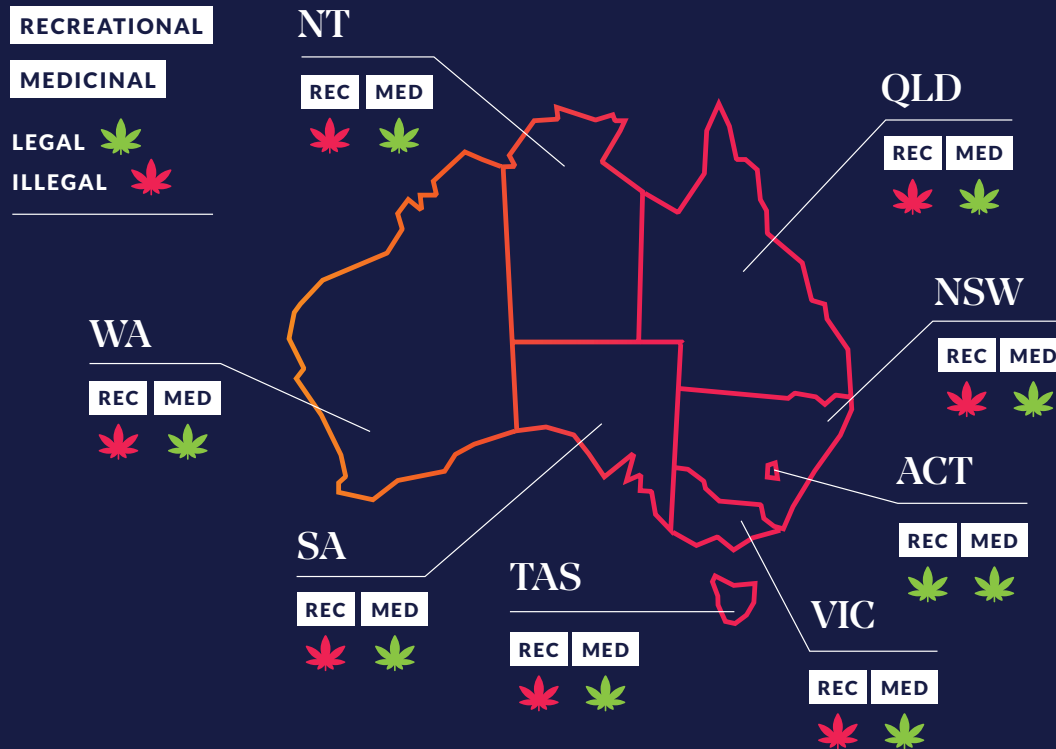 RECREATIONAL
MEDICINAL
LEGAL
ILLEGAL
NT
REC MED
QLD
REC MED
NSW
REC MED
WA
REC MED
ACT
REC MED
SA
REC MED
TAS
REC MED
VIC
REC MED